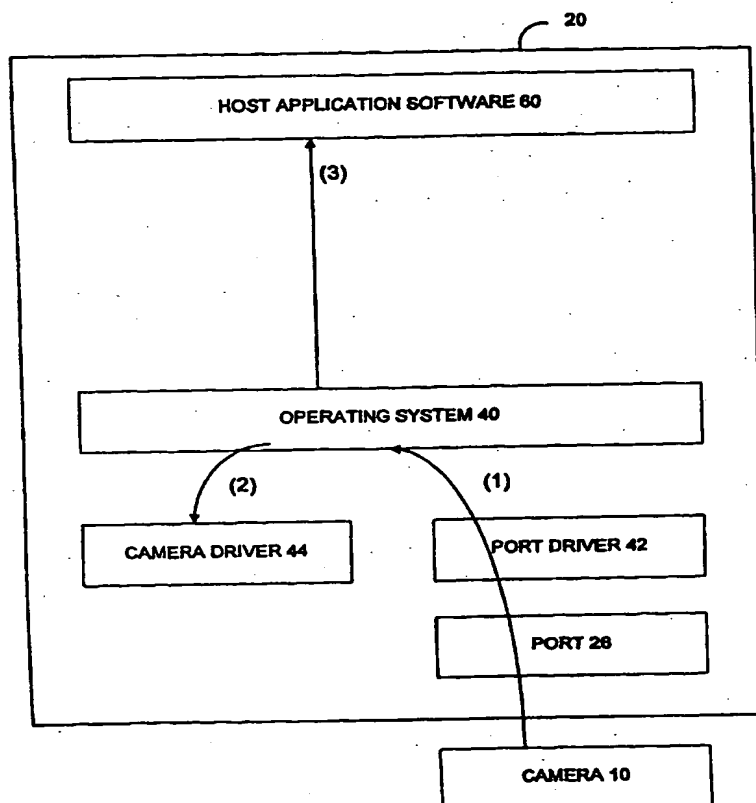 20
HOST APPLICATION SOFTWARE 60
(3)
OPERATING SYSTEM 40
(2)
(1)
CAMERA DRIVER 44
PORT DRIVER 42
PORT 26
CAMERA 10